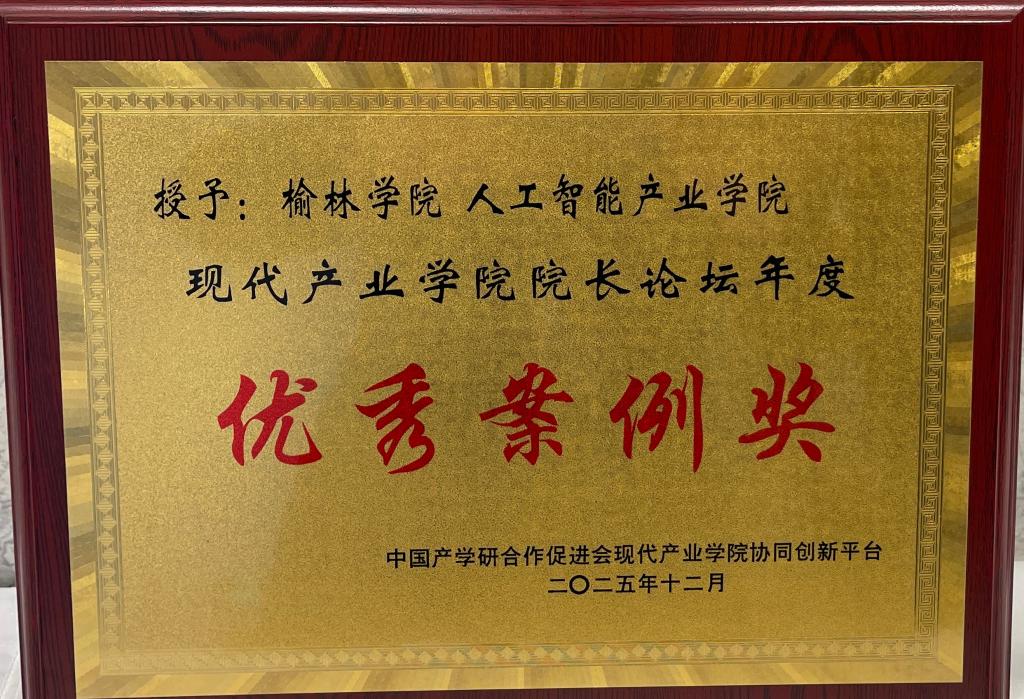 授予：榆林学院 人工智能产业学院
现代产业学院院长论坛年度
优秀案例奖
中国产学研合作促进会现代产业学院协同创新平台
二〇二五年十二月